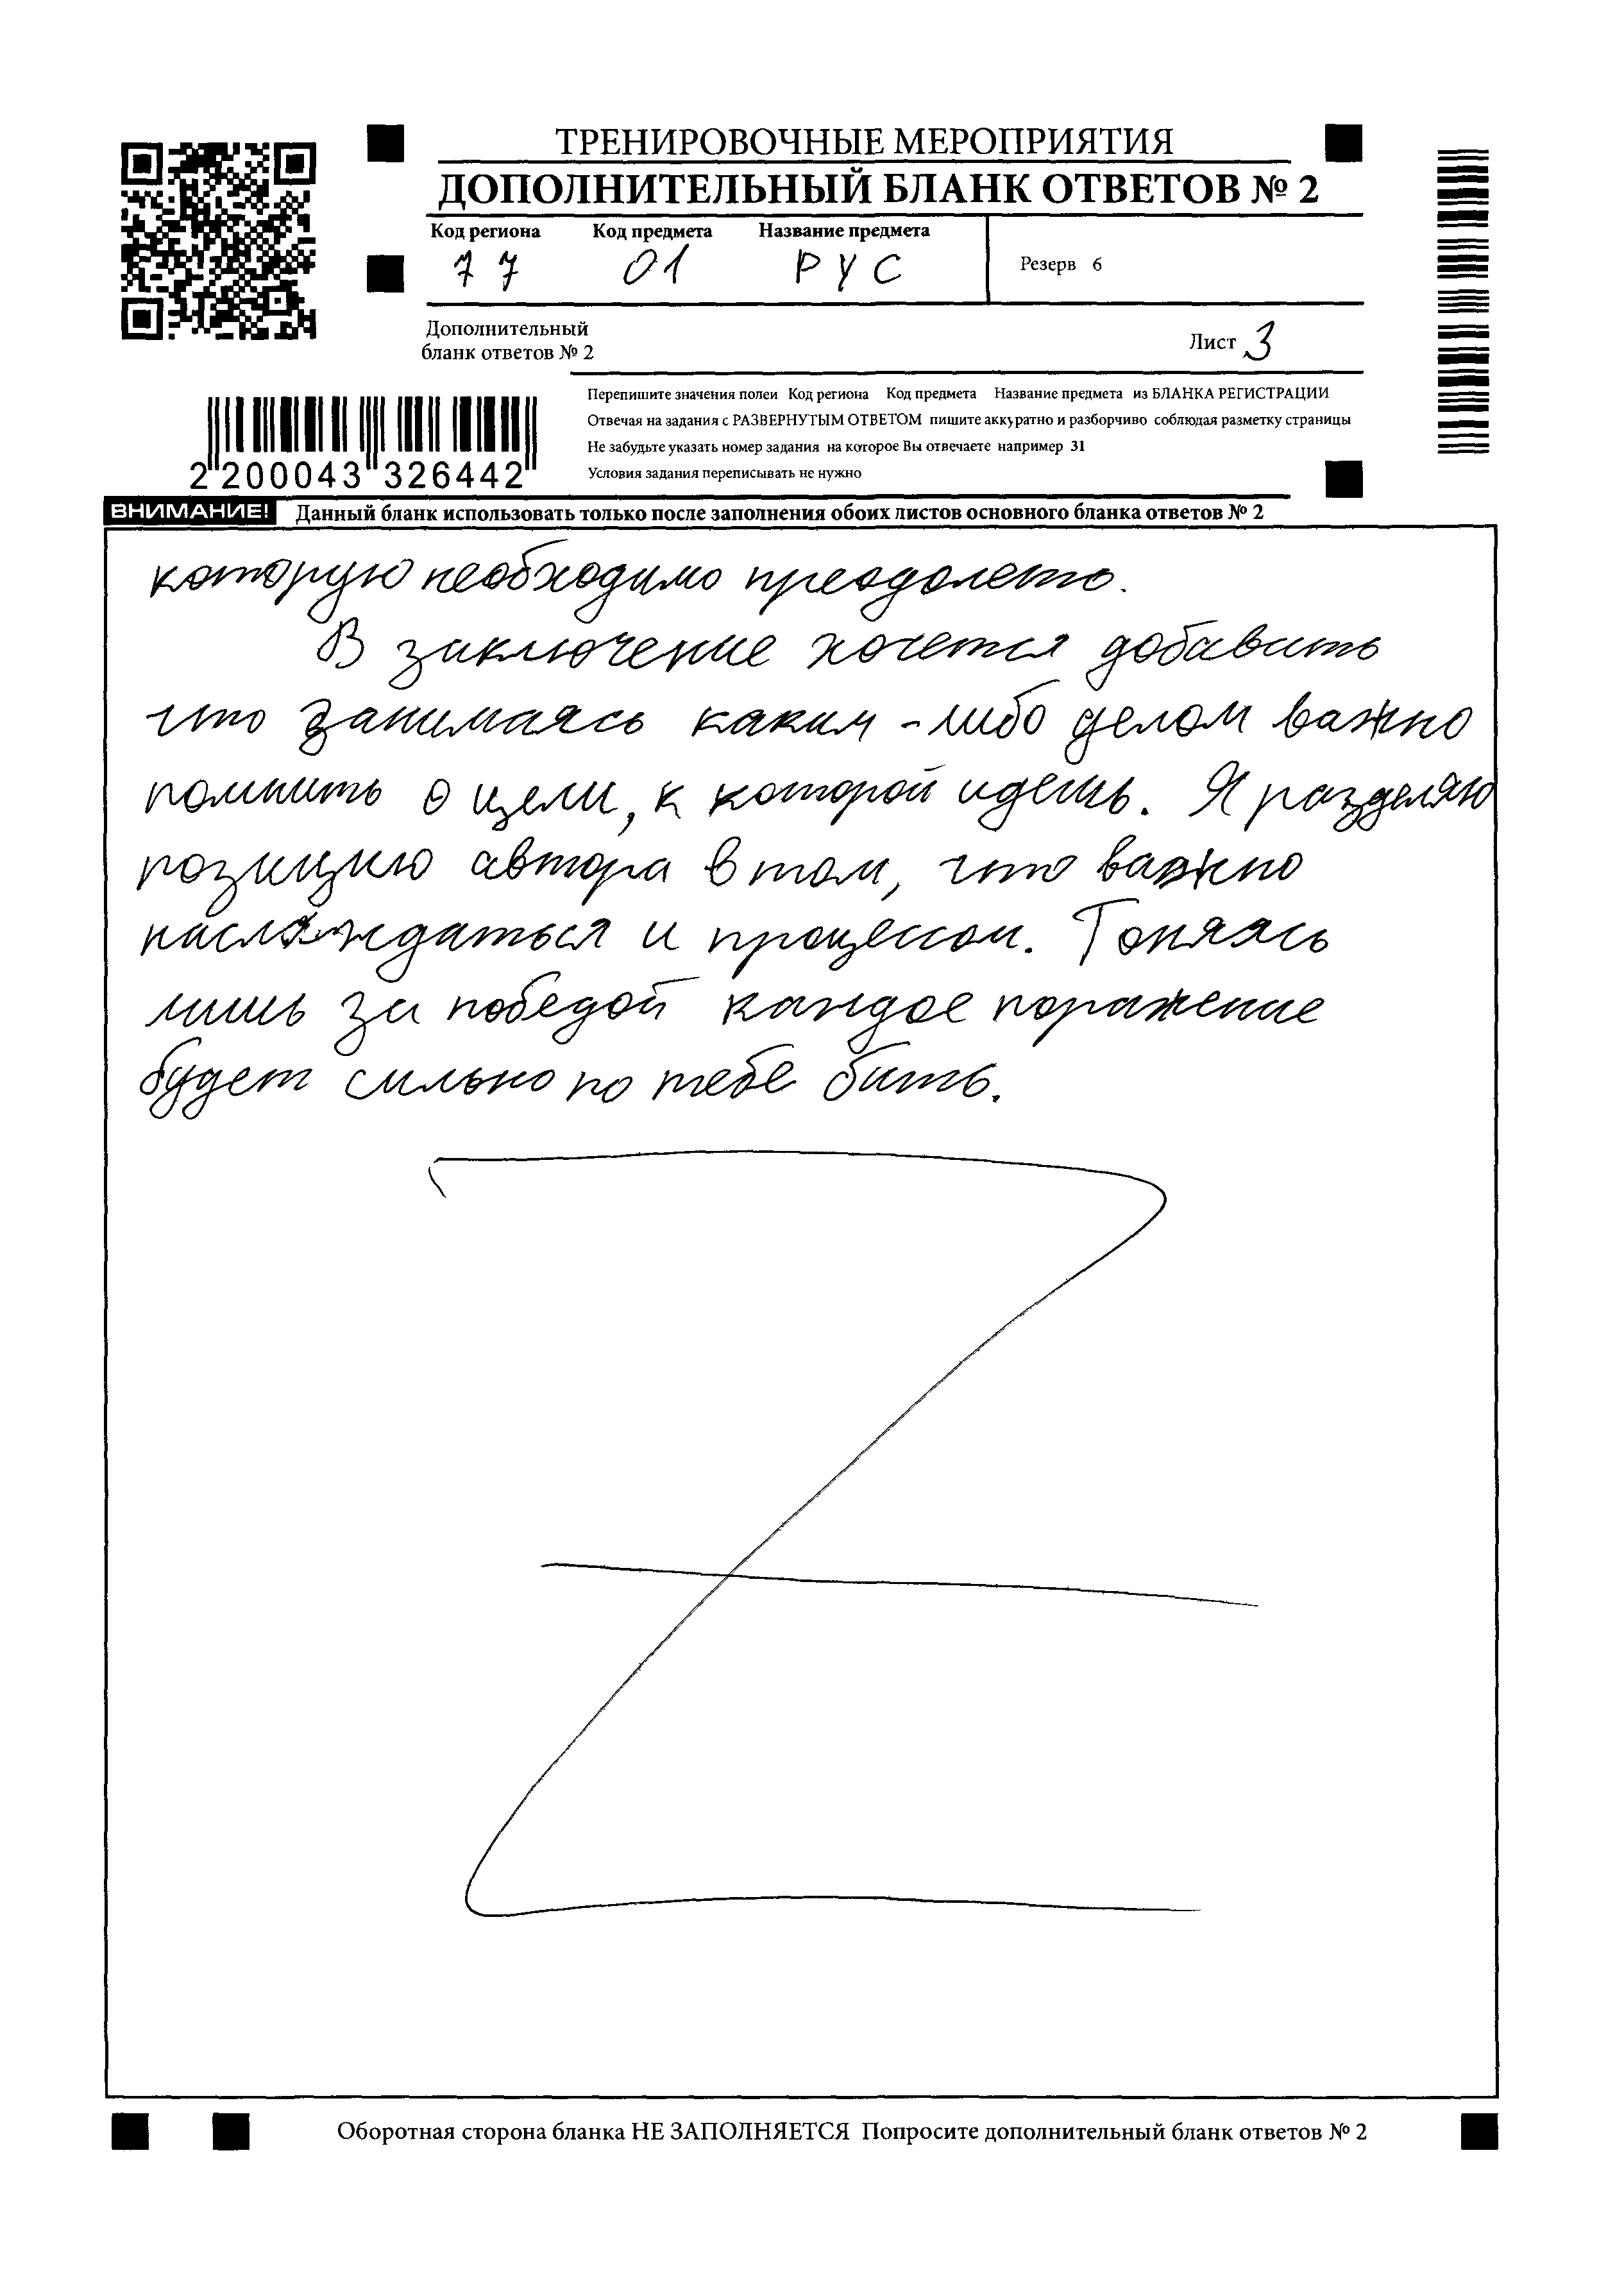 ТРЕНИРОВОЧНЫЕ МЕРОПРИЯТИЯ
ДОПОЛНИТЕЛЬНЫЙ БЛАНК ОТВЕТОВ № 2
Код региона Код предмета Название предмета
77 01 РУС Резерв 6
Дополнительный
бланк ответов № 2
Лист 3
Перепишите значения полеи Код региона Код предмета Название предмета из БЛАНКА РЕГИСТРАЦИИ
Отвечая на задания с РАЗВЕРНУТЫМ ОТВЕТОМ пишите аккуратно и разборчиво соблюдая разметку страницы
Не забудьте указать номер задания на которое Вы отвечаете например 31
Условия задания переписывать не нужно
2200043 326442
ВНИМАНИЕ! Данный бланк использовать только после заполнения обоих листов основного бланка ответов № 2
которую необходимо преодолеть.
В заключение хочется добавить
что занимаясь каким-либо делом важно
помнить о цели, к которой идешь. Я разделяю
позицию автора в том, что важно
наслаждаться и процессом. Гоняясь
лишь за победой каждое поражение
будет сильно по тебе бить.
Оборотная сторона бланка НЕ ЗАПОЛНЯЕТСЯ Попросите дополнительный бланк ответов № 2